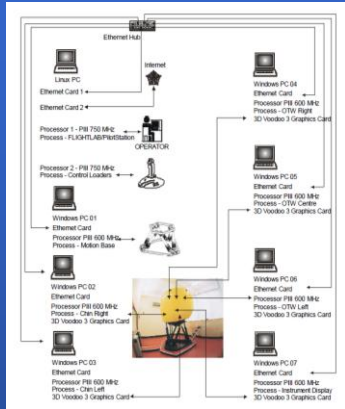 Ethernet Hub
Linux PC
Ethernet Card 1
Internet
Ethernet Card 2
Processor 1 - PIII 750 MHz
Process - FLIGHTLAB/PilotStation
OPERATOR
Processor 2 - PIII 750 MHz
Process - Control Loaders
Windows PC 01
Ethernet Card
Processor PIII 600 MHz
Process - Motion Base
Windows PC 02
Ethernet Card
Processor PIII 600 MHz
Process - Chin Right
3D Voodoo 3 Graphics Card
Windows PC 03
Ethernet Card
Processor PIII 600 MHz
Process - Chin Left
3D Voodoo 3 Graphics Card
Windows PC 04
Ethernet Card
Processor PIII 600 MHz
Process - OTW Right
3D Voodoo 3 Graphics Card
Windows PC 05
Ethernet Card
Processor PIII 600 MHz
Process - OTW Centre
3D Voodoo 3 Graphics Card
Windows PC 06
Ethernet Card
Processor PIII 600 MHz
Process - OTW Left
3D Voodoo 3 Graphics Card
Windows PC 07
Ethernet Card
Processor PIII 600 MHz
Process - Instrument Display
3D Voodoo 3 Graphics Card